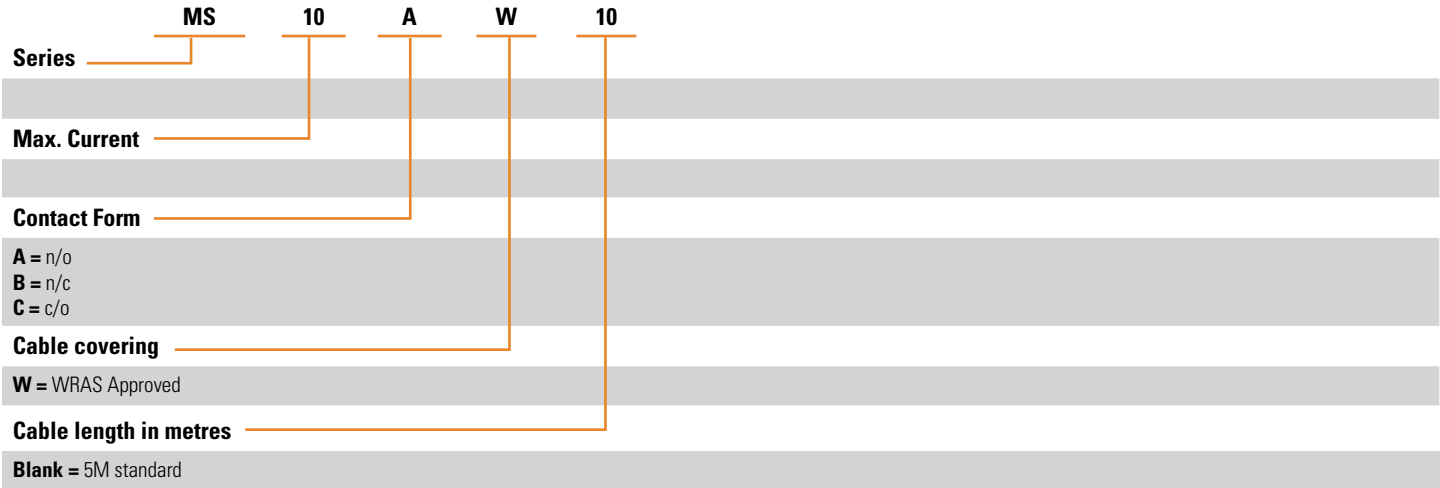 MS 10 A W 10
Series
Max. Current
Contact Form
A = n/o
B = n/c
C = c/o
Cable covering
W = WRAS Approved
Cable length in metres
Blank = 5M standard